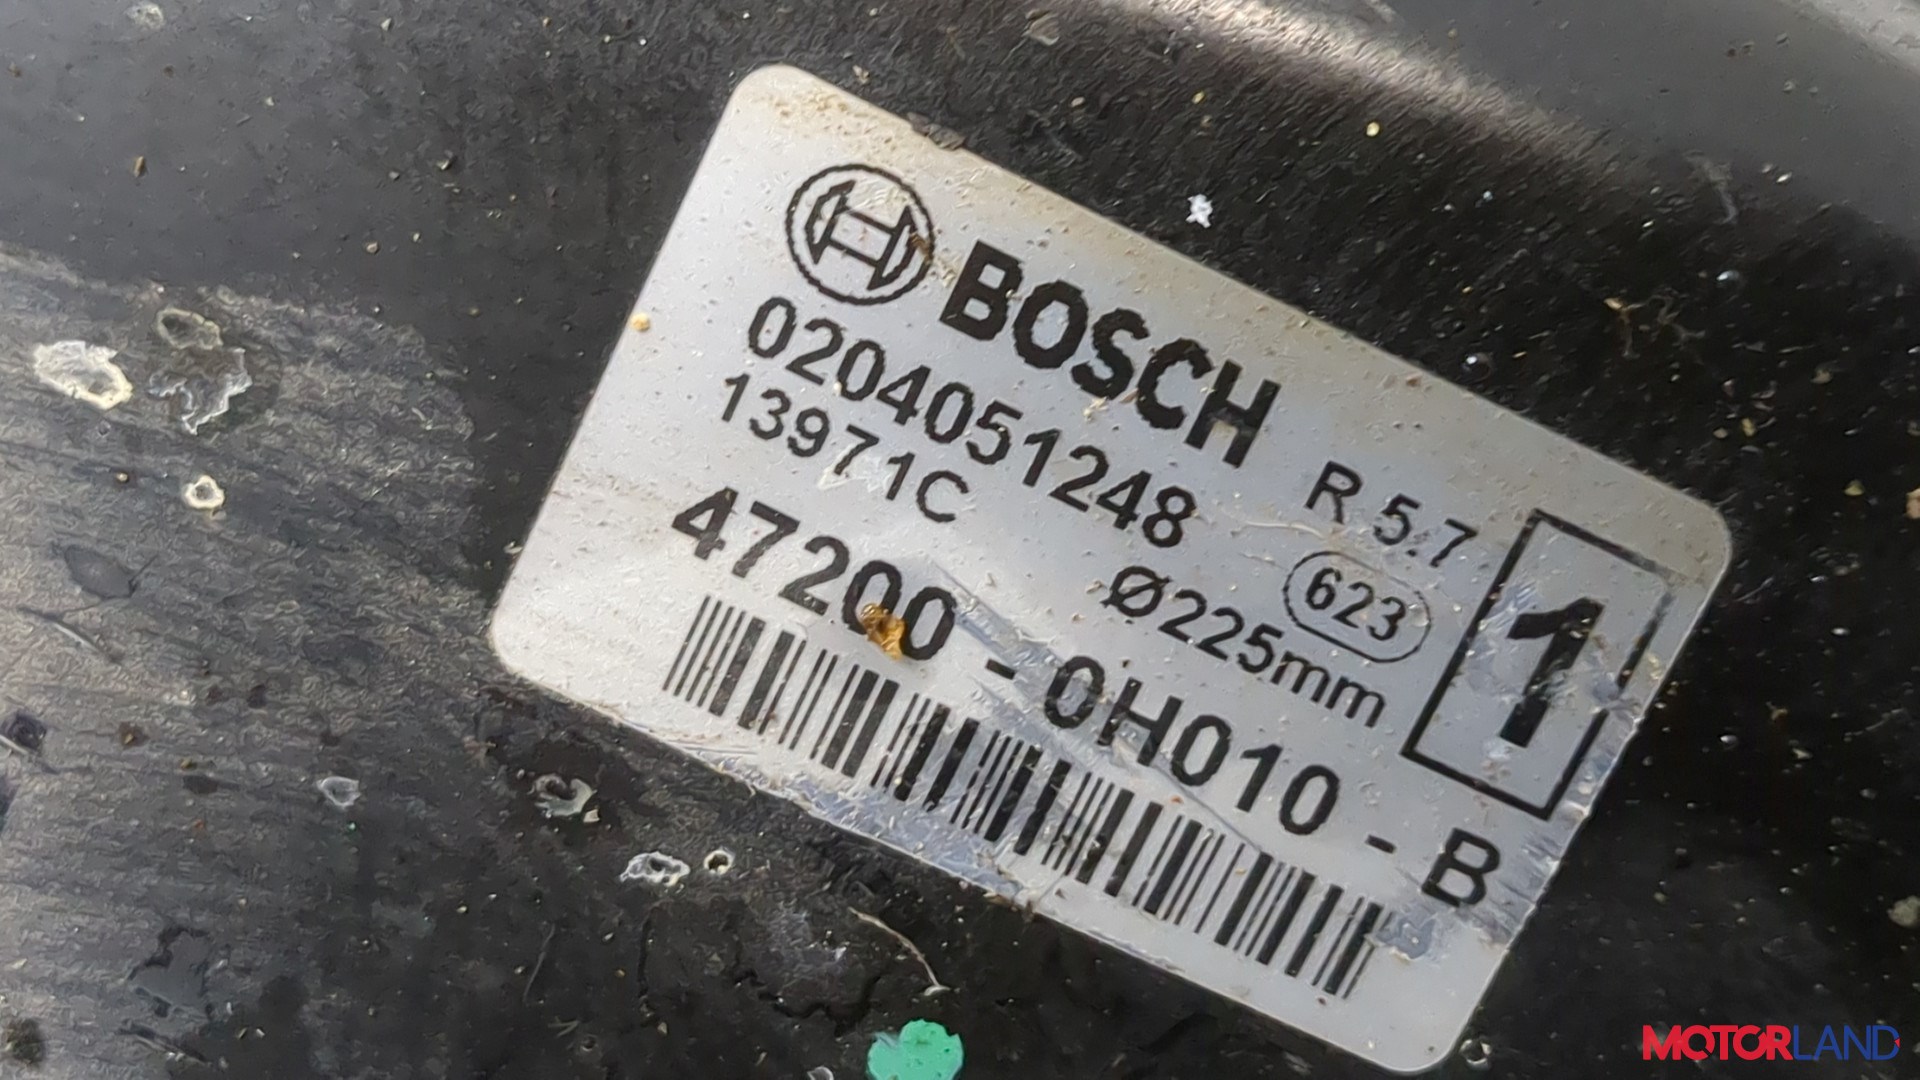 BOSCH
0204051248 R 5.7
13971C Ø225mm 623 1
47200 - 0H010 - B
MOTORLAND